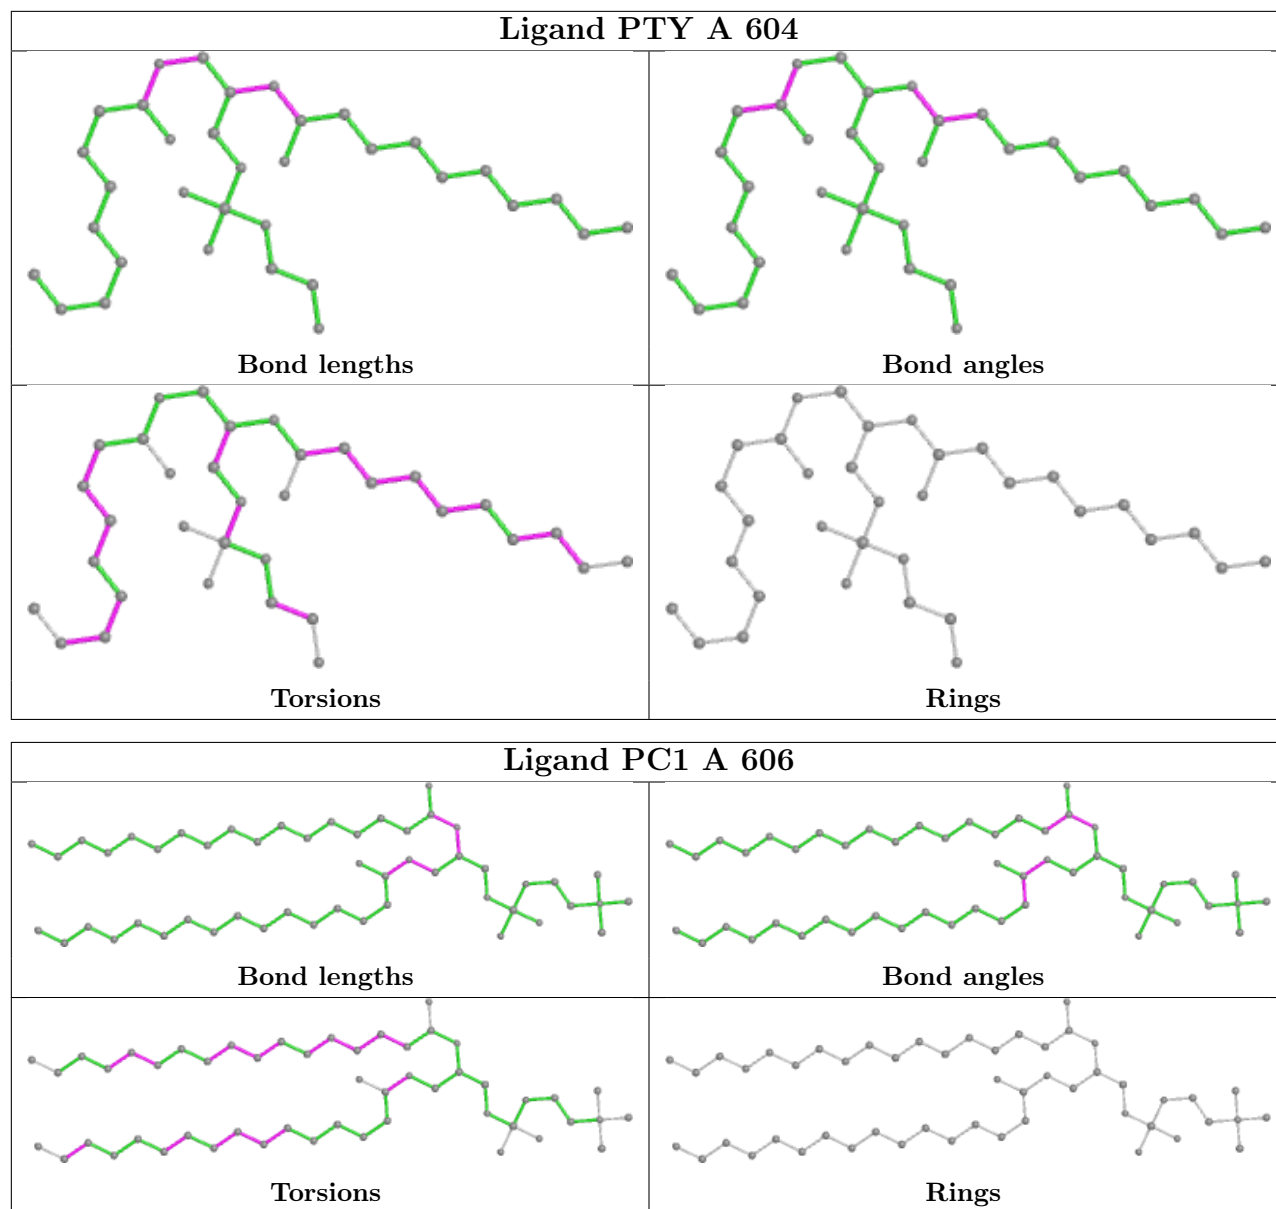 Ligand PTY A 604
Bond lengths
Bond angles
Torsions
Rings
Ligand PC1 A 606
Bond lengths
Bond angles
Torsions
Rings